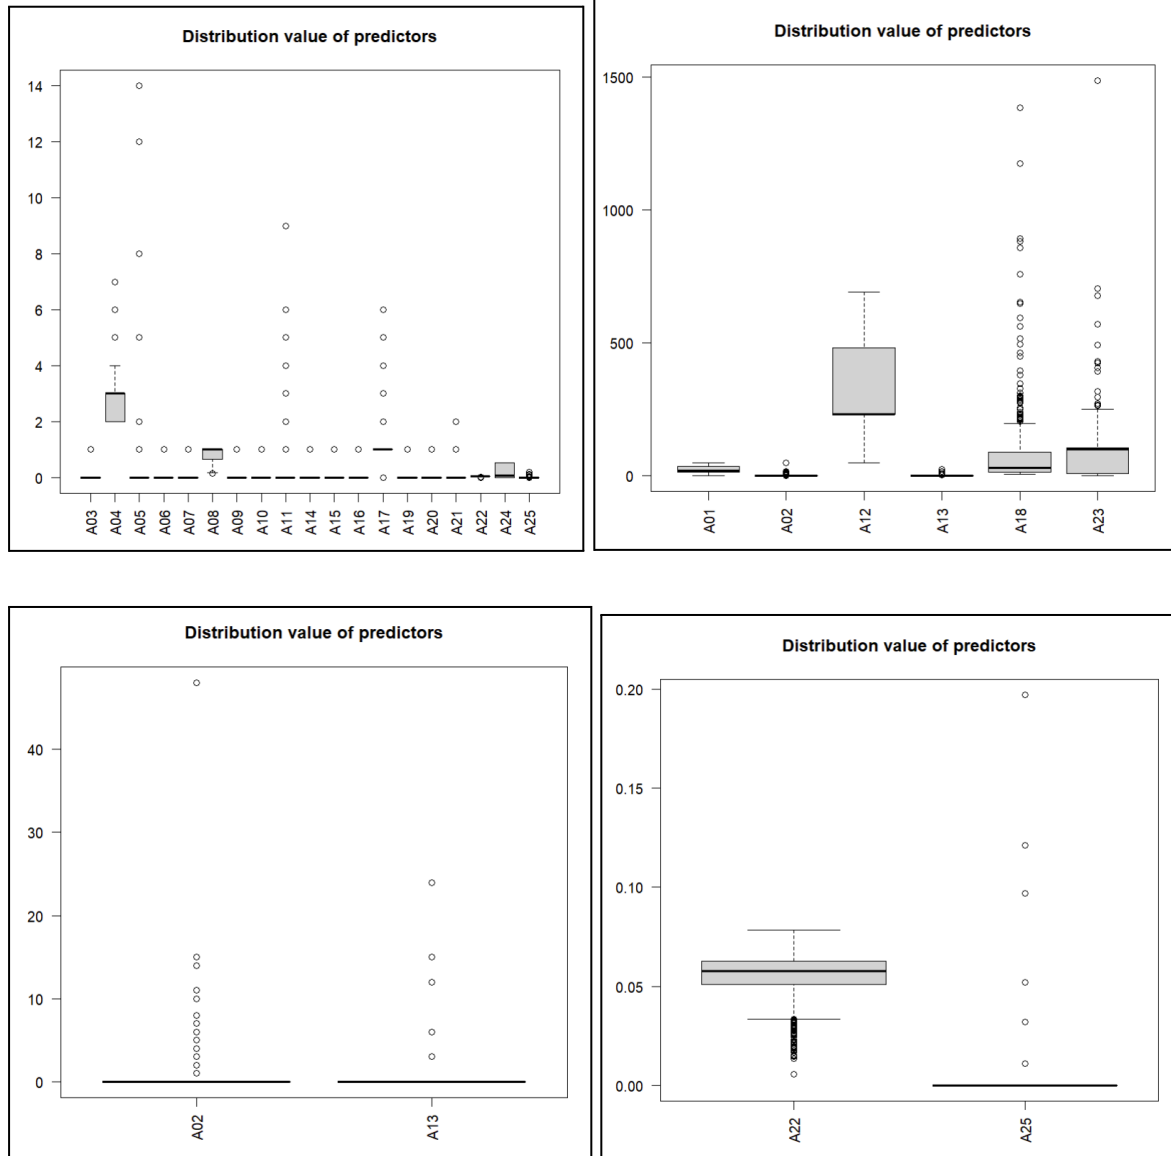 Distribution value of predictors
14
12
10
8
6
4
2
0
A03
A04
A05
A06
A07
A08
A09
A10
A11
A14
A15
A16
A17
A19
A20
A21
A22
A24
A25
Distribution value of predictors
1500
1000
500
0
A01
A02
A12
A13
A18
A23
Distribution value of predictors
40
30
20
10
0
A02
A13
Distribution value of predictors
0.20
0.15
0.10
0.05
0.00
A22
A25